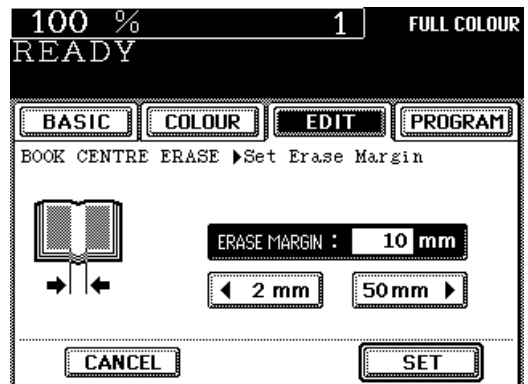 100 % 1 FULL COLOUR
READY
BASIC COLOUR EDIT PROGRAM
BOOK CENTRE ERASE ▶Set Erase Margin
ERASE MARGIN : 10 mm
◀ 2 mm 50 mm ▶
CANCEL SET